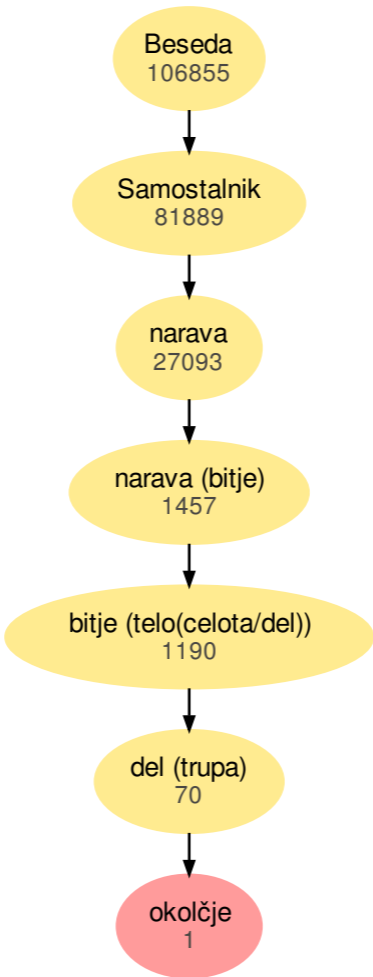 Beseda
106855
Samostalnik
81889
narava
27093
narava (bitje)
1457
bitje (telo(celota/del))
1190
del (trupa)
70
okolčje
1